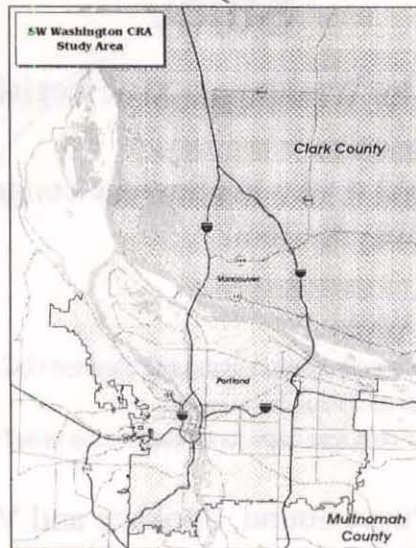 SW Washington CRA
Study Area
Clark County
Vancouver
Portland
Multnomah
County